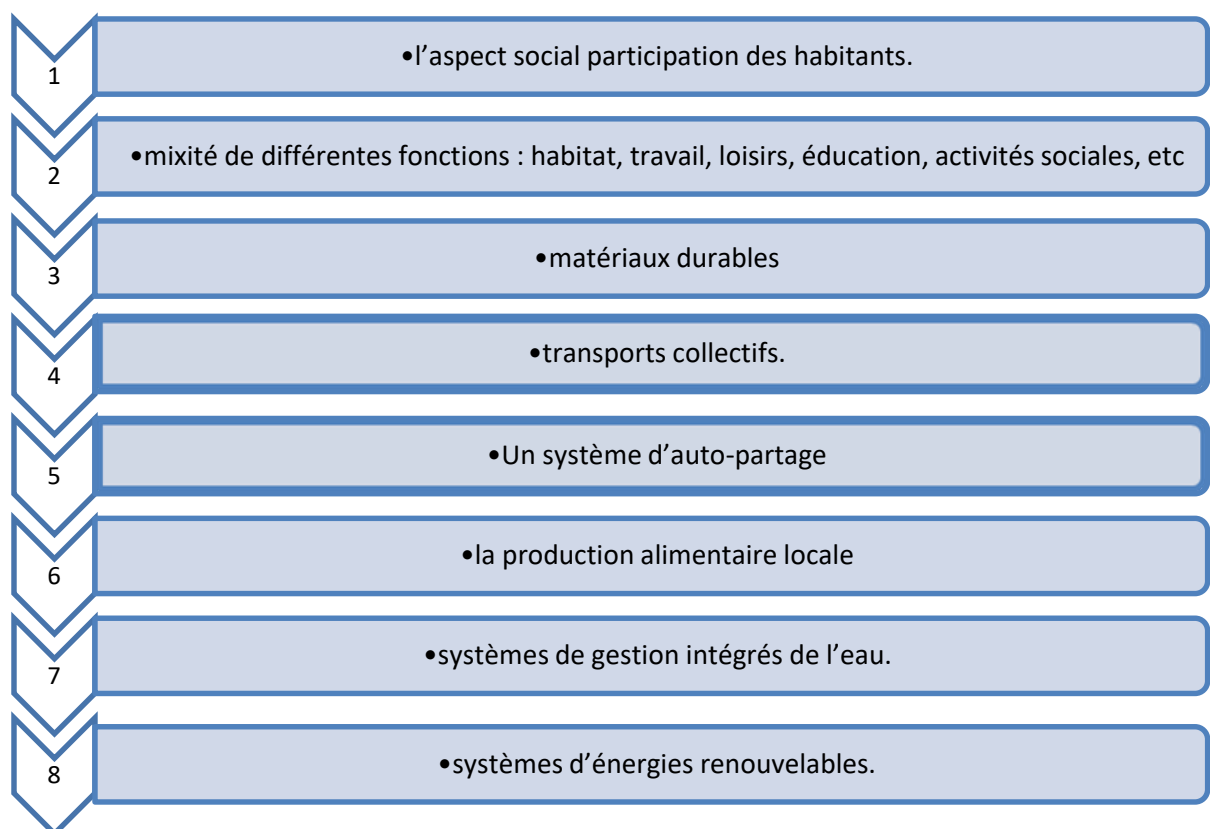 1
•l’aspect social participation des habitants.
2
•mixité de différentes fonctions : habitat, travail, loisirs, éducation, activités sociales, etc
3
•matériaux durables
4
•transports collectifs.
5
•Un système d’auto-partage
6
•la production alimentaire locale
7
•systèmes de gestion intégrés de l’eau.
8
•systèmes d’énergies renouvelables.